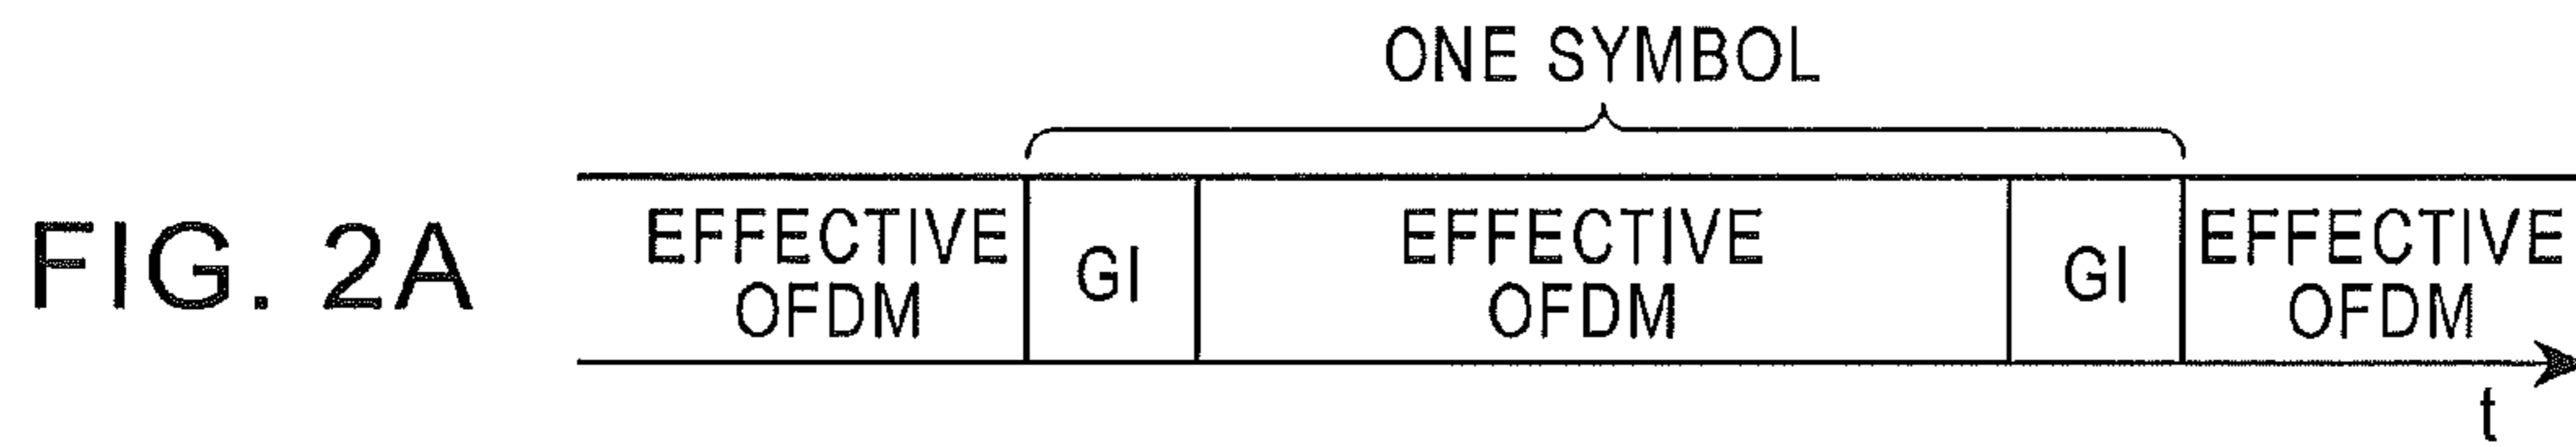 ONE SYMBOL
FIG. 2A
EFFECTIVE
OFDM
GI
EFFECTIVE
OFDM
GI
EFFECTIVE
OFDM
t